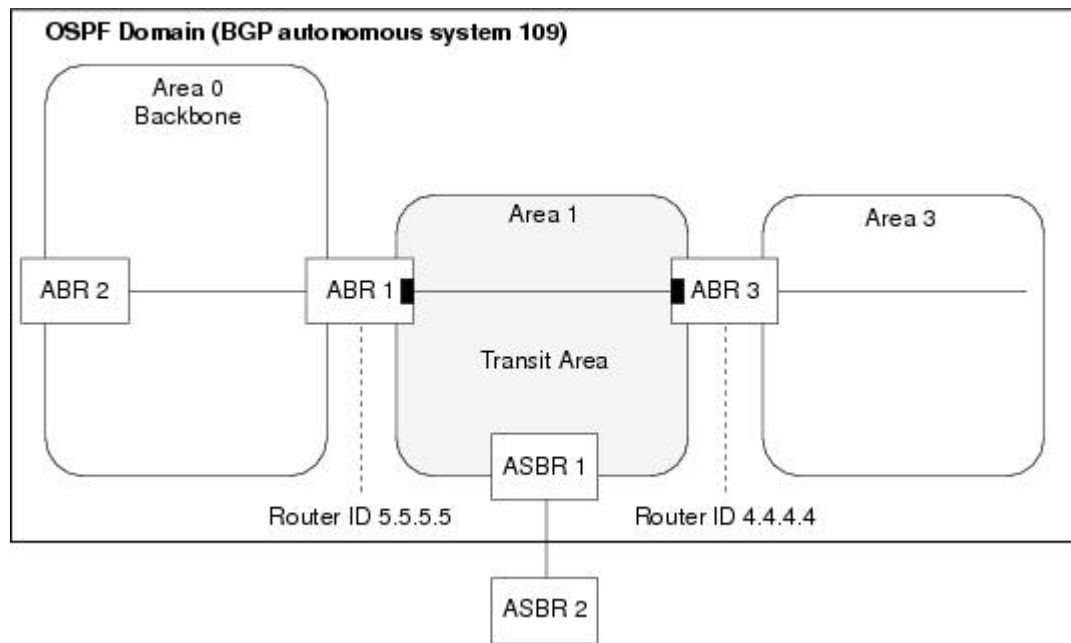 OSPF Domain (BGP autonomous system 109)
Area 0
Backbone
Area 1
Area 3
ABR 2
ABR 1
ABR 3
Transit Area
ASBR 1
Router ID 5.5.5.5
Router ID 4.4.4.4
ASBR 2